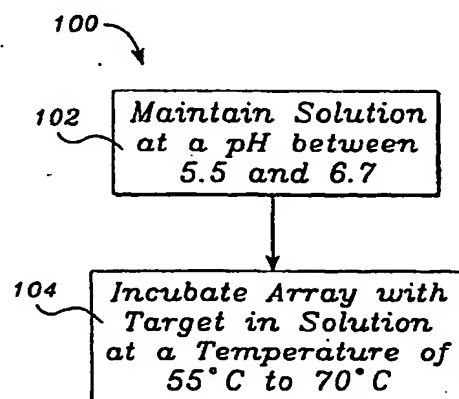 100
102
Maintain Solution
at a pH between
5.5 and 6.7
104
Incubate Array with
Target in Solution
at a Temperature of
55°C to 70°C